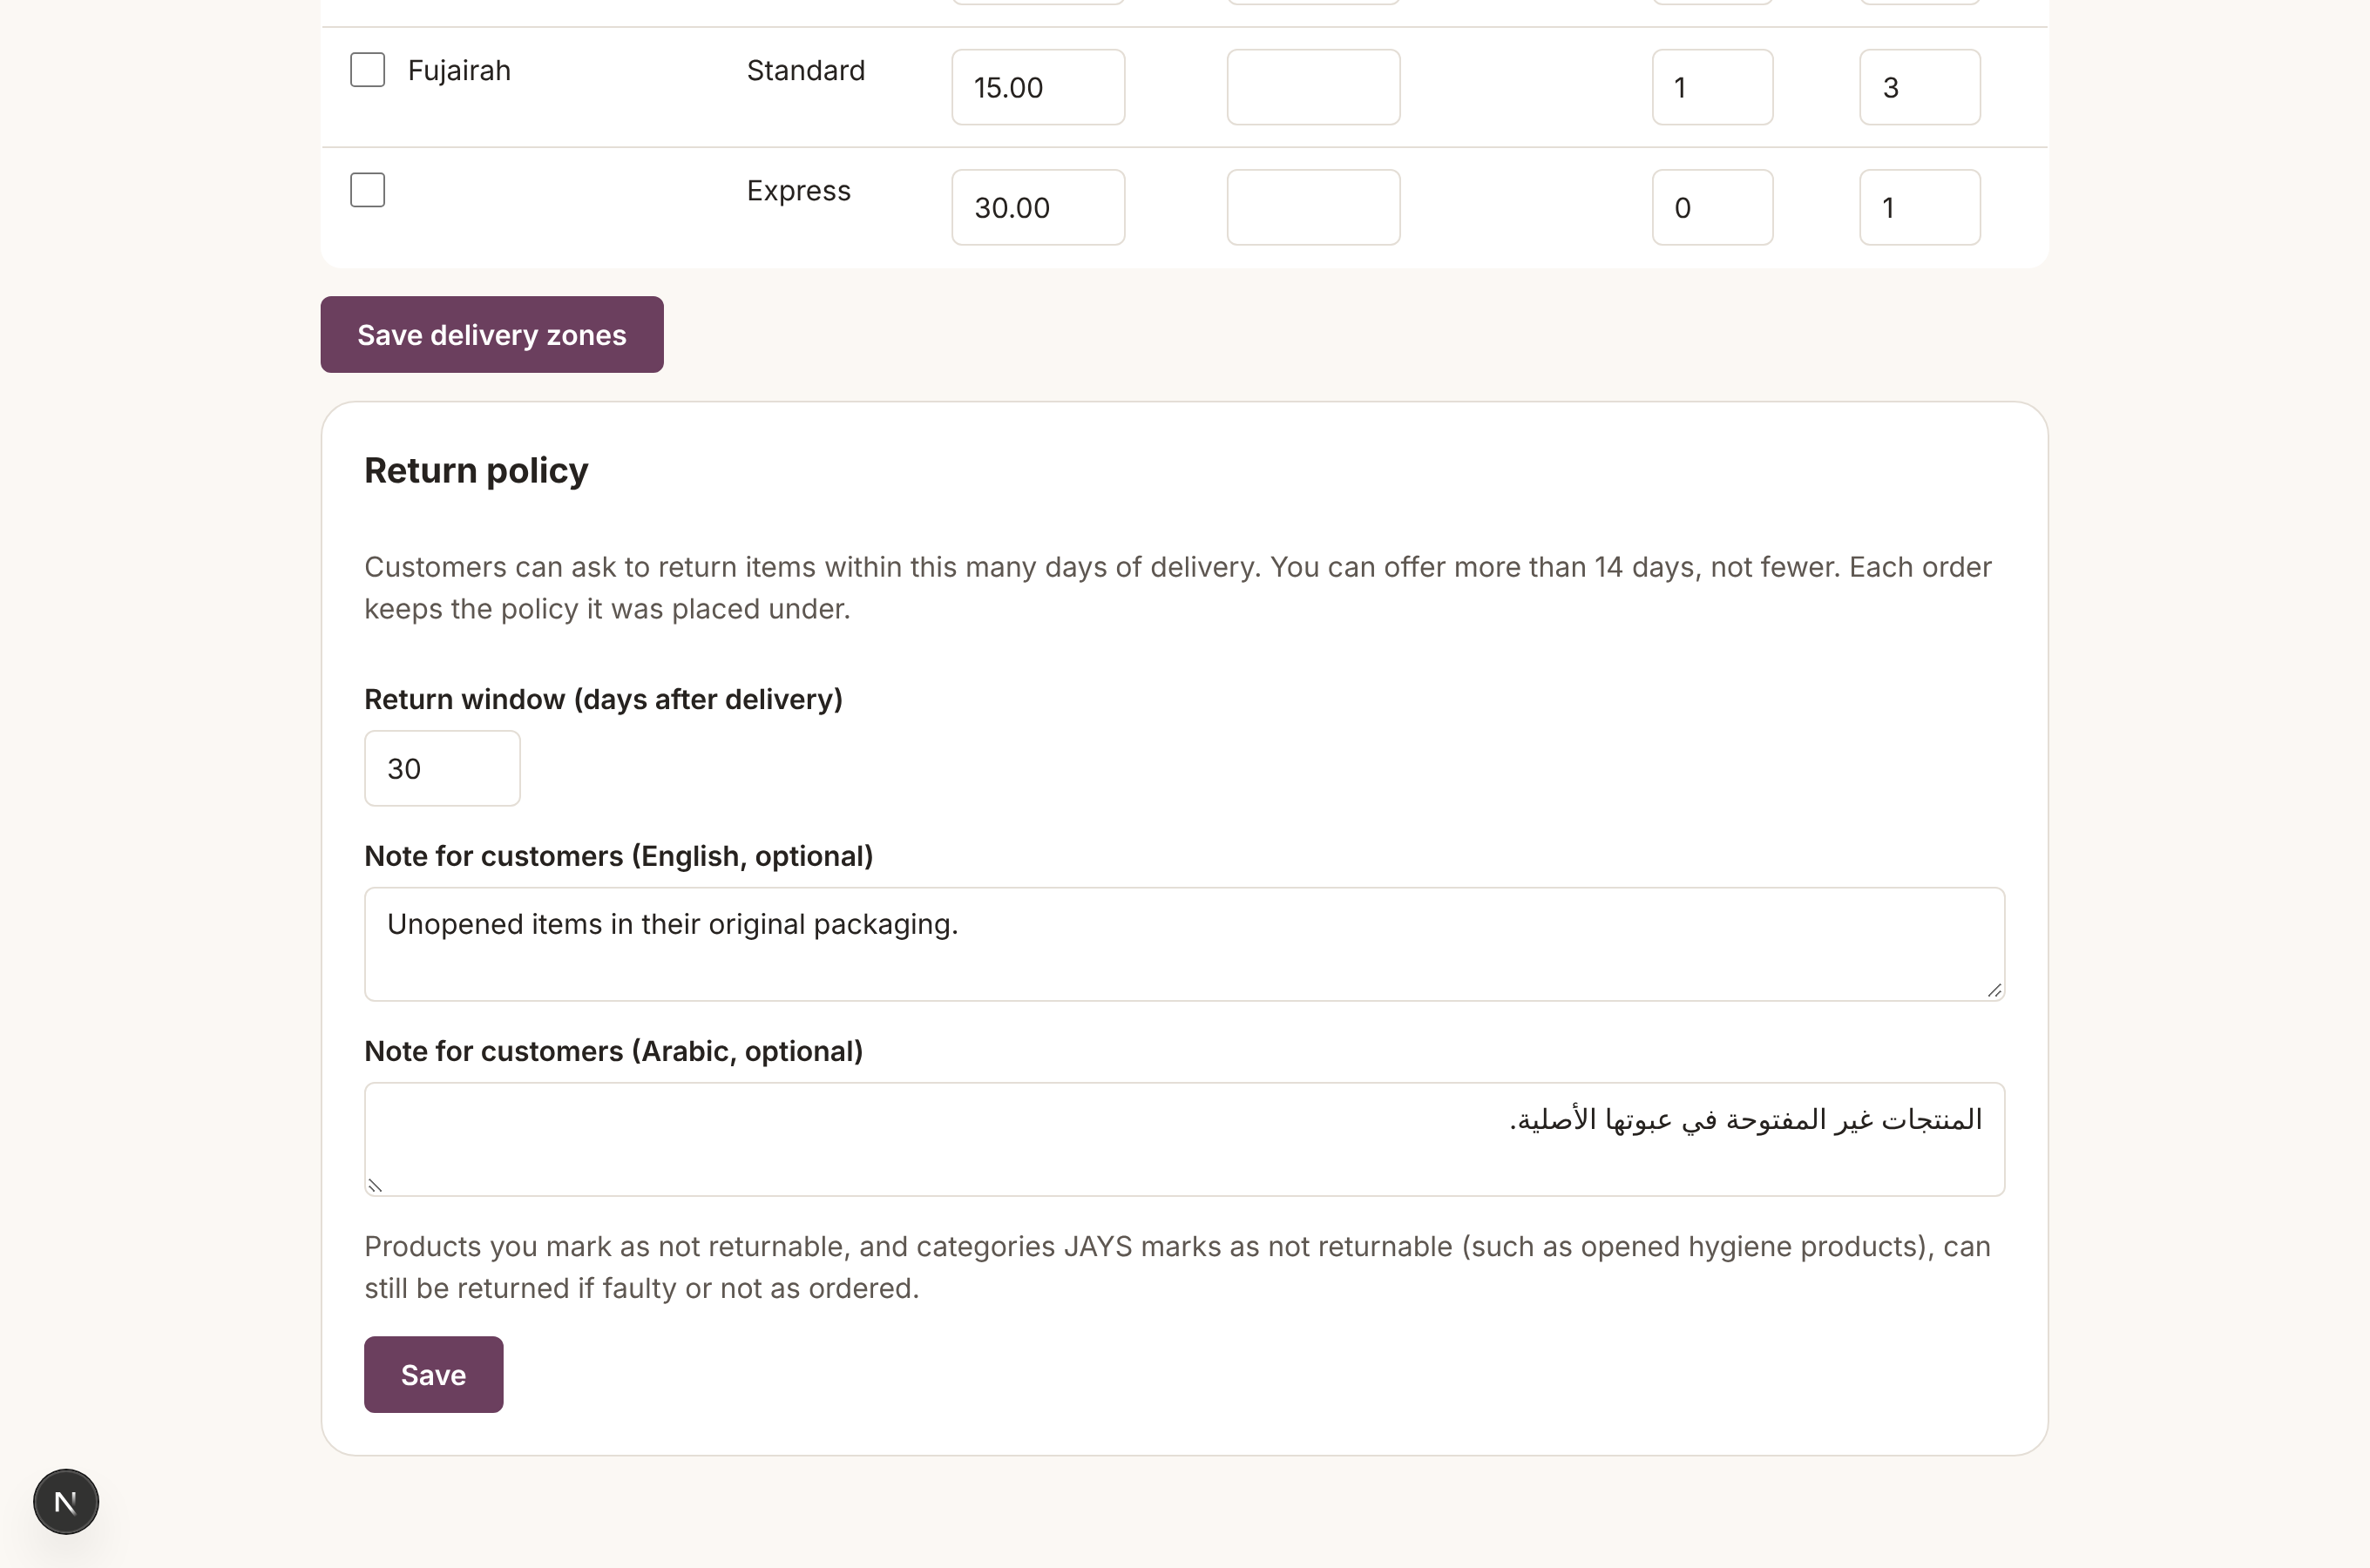 Fujairah Standard 15.00 1 3
Express 30.00 0 1
Save delivery zones
Return policy
Customers can ask to return items within this many days of delivery. You can offer more than 14 days, not fewer. Each order
keeps the policy it was placed under.
Return window (days after delivery)
30
Note for customers (English, optional)
Unopened items in their original packaging.
Note for customers (Arabic, optional)
المنتجات غير المفتوحة في عبوتها الأصلية.
Products you mark as not returnable, and categories JAYS marks as not returnable (such as opened hygiene products), can
still be returned if faulty or not as ordered.
Save
N